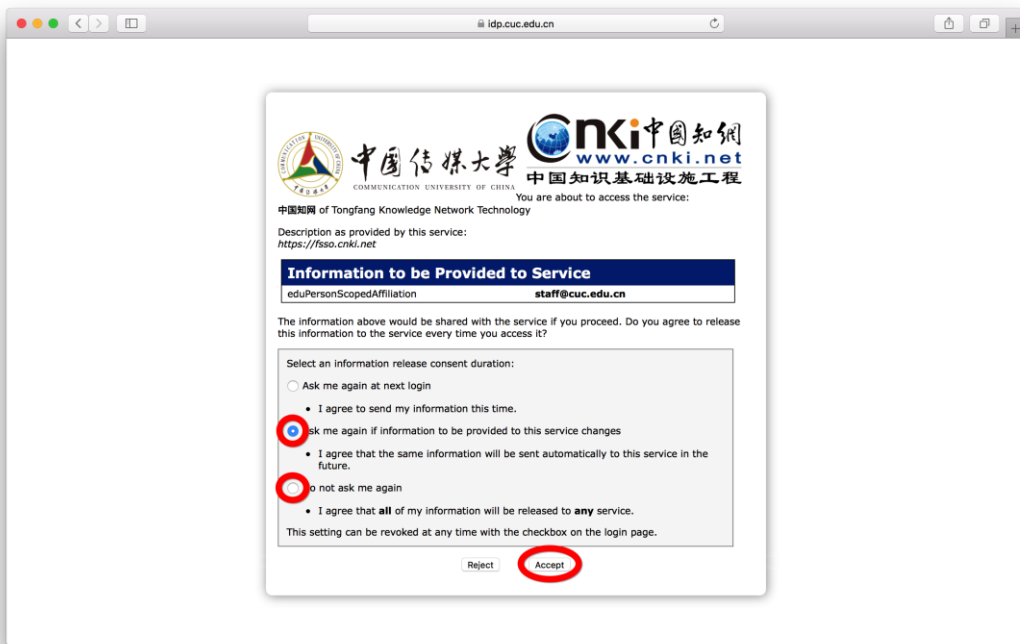 idp.cuc.edu.cn
中国传媒大学
COMMUNICATION UNIVERSITY OF CHINA
cnki中国知网
www.cnki.net
中国知识基础设施工程
You are about to access the service:
中国知网 of Tongfang Knowledge Network Technology
Description as provided by this service:
https://fsso.cnki.net
Information to be Provided to Service
eduPersonScopedAffiliation staff@cuc.edu.cn
The information above would be shared with the service if you proceed. Do you agree to release
this information to the service every time you access it?
Select an information release consent duration:
Ask me again at next login
• I agree to send my information this time.
sk me again if information to be provided to this service changes
• I agree that the same information will be sent automatically to this service in the
future.
o not ask me again
• I agree that all of my information will be released to any service.
This setting can be revoked at any time with the checkbox on the login page.
Reject Accept